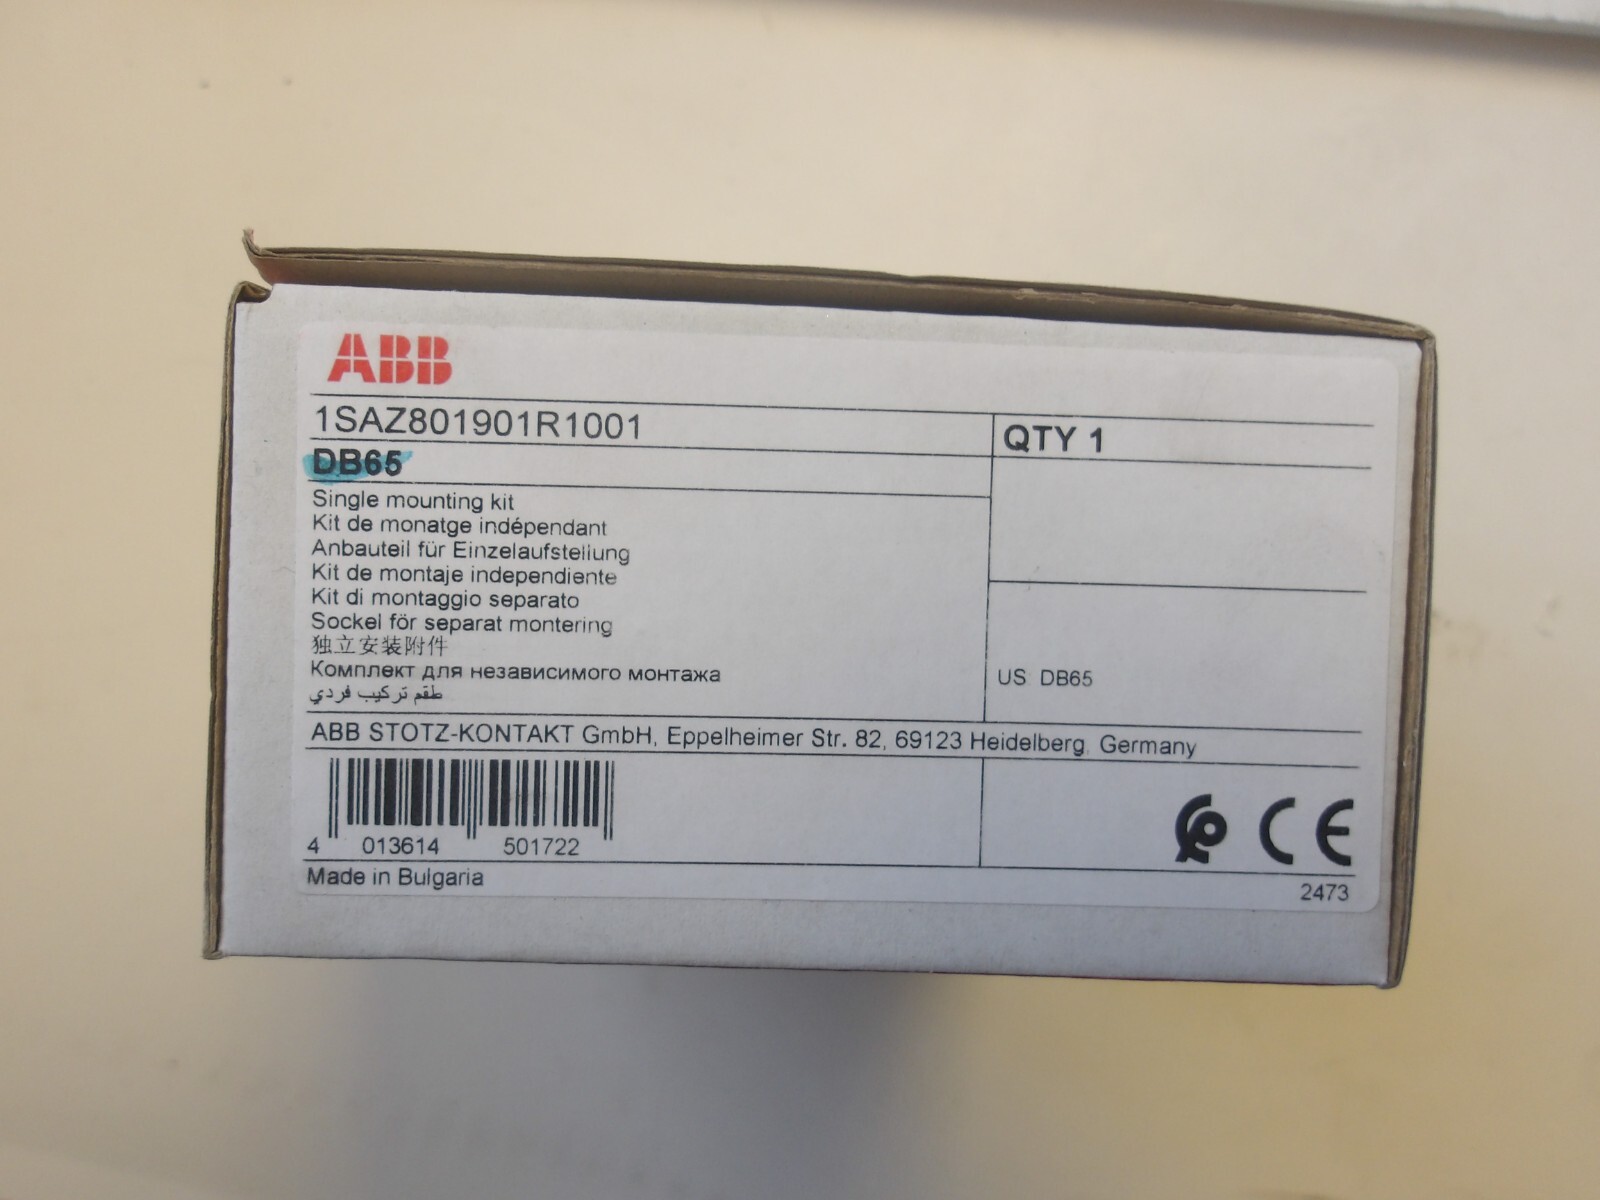 ABB
1SAZ801901R1001
QTY 1
DB65
Single mounting kit
Kit de monatge indépendant
Anbauteil für Einzelaufstellung
Kit de montaje independiente
Kit di montaggio separato
Sockel för separat montering
独立安装附件
Комплект для независимого монтажа
طقم تركيب فردي
US DB65
ABB STOTZ-KONTAKT GmbH, Eppelheimer Str. 82, 69123 Heidelberg, Germany
4 013614 501722
CE
Made in Bulgaria
2473